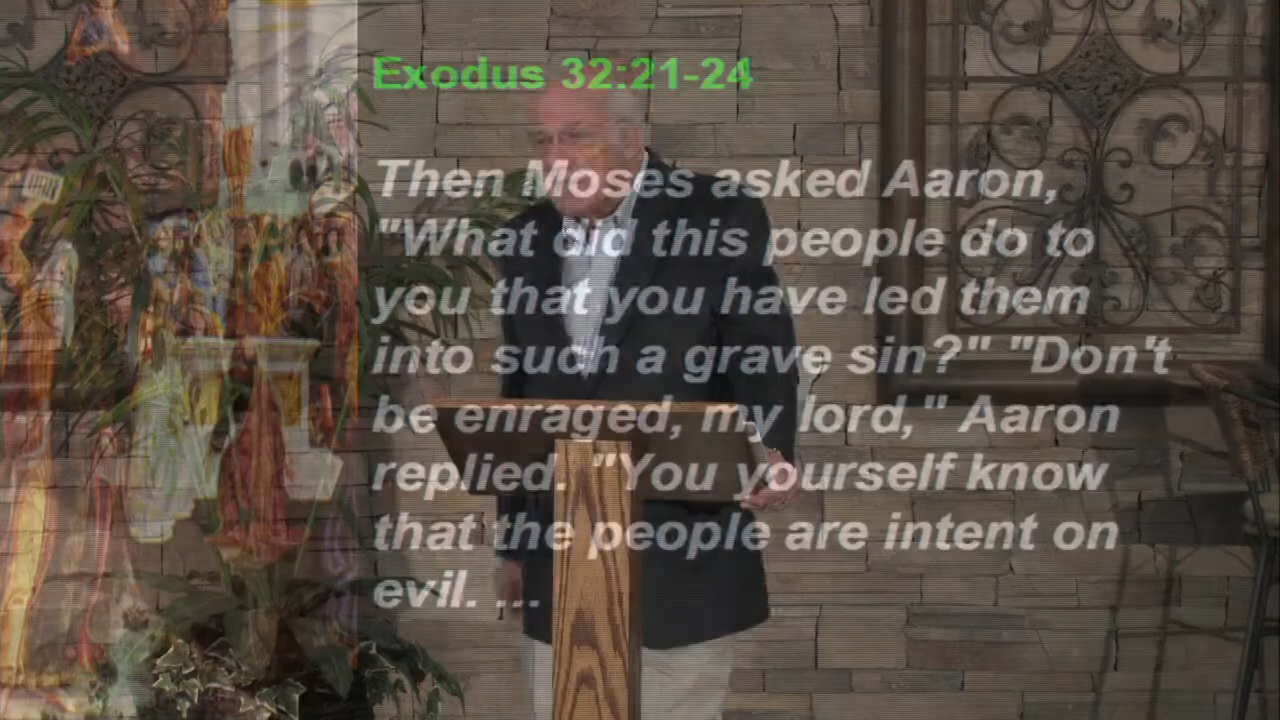 Exodus 32:21-24
Then Moses asked Aaron,
"What did this people do to
you that you have led them
into such a grave sin?" "Don't
be enraged, my lord," Aaron
replied. "You yourself know
that the people are intent on
evil. ...